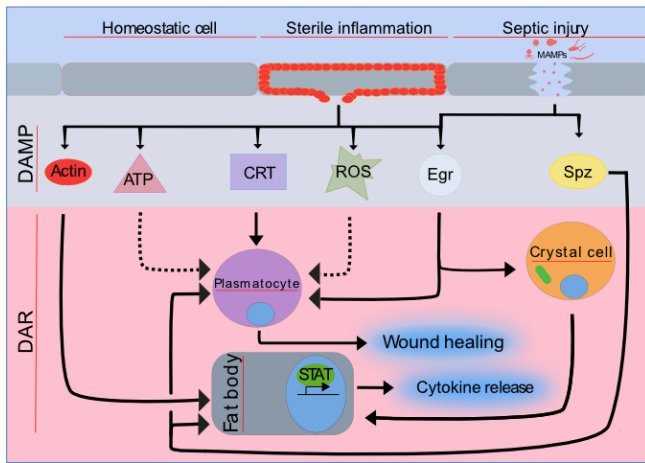 Homeostatic cell
Sterile inflammation
Septic injury
MAMPs
DAMP
Actin
ATP
CRT
ROS
Egr
Spz
DAR
Plasmatocyte
Crystal cell
Wound healing
Fat body
STAT
Cytokine release